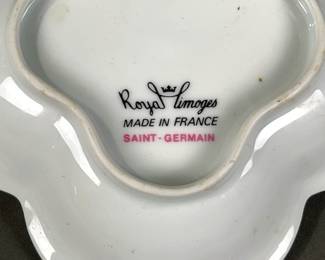 Royal Limoges
MADE IN FRANCE
SAINT-GERMAIN